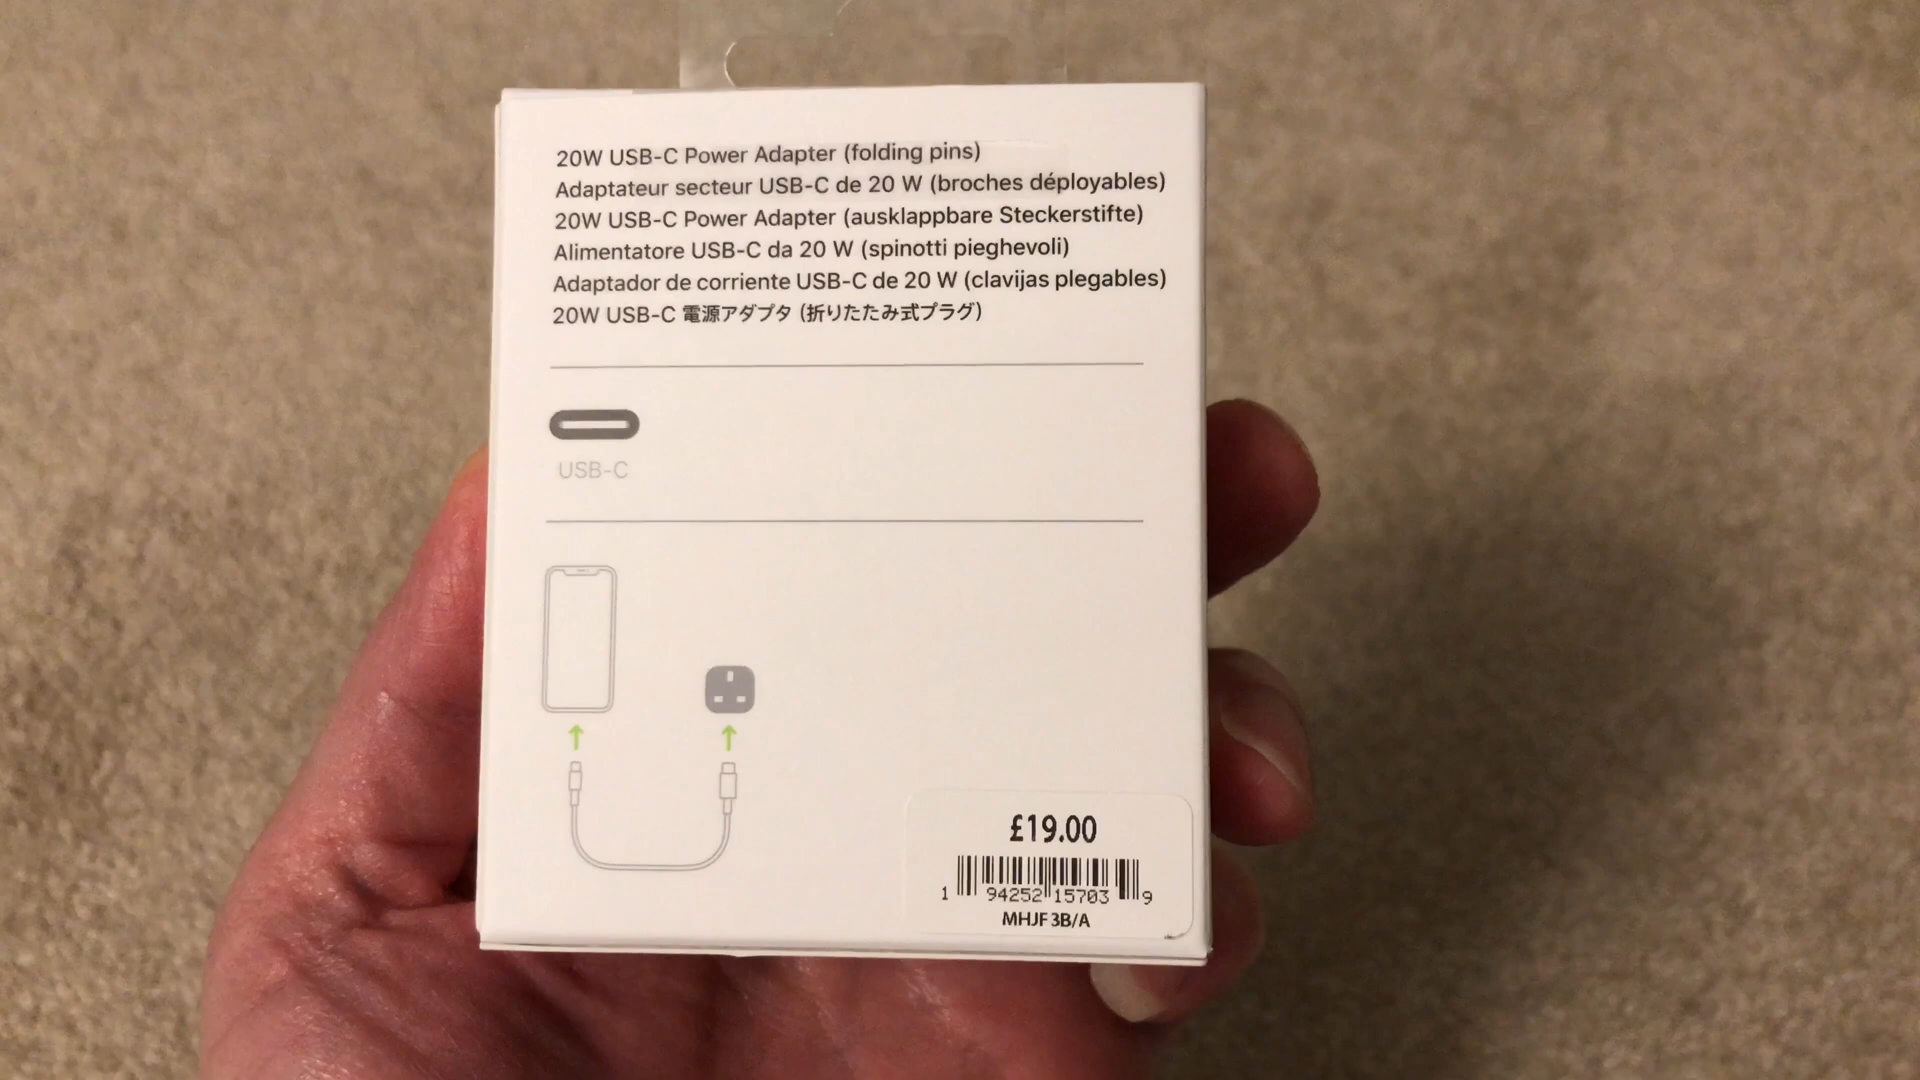 20W USB-C Power Adapter (folding pins)
Adaptateur secteur USB-C de 20 W (broches déployables)
20W USB-C Power Adapter (ausklappbare Steckerstifte)
Alimentatore USB-C da 20 W (spinotti pieghevoli)
Adaptador de corriente USB-C de 20 W (clavijas plegables)
20W USB-C 電源アダプタ (折りたたみ式プラグ)
USB-C
£19.00
1 94252 15703 9
MHJF3B/A